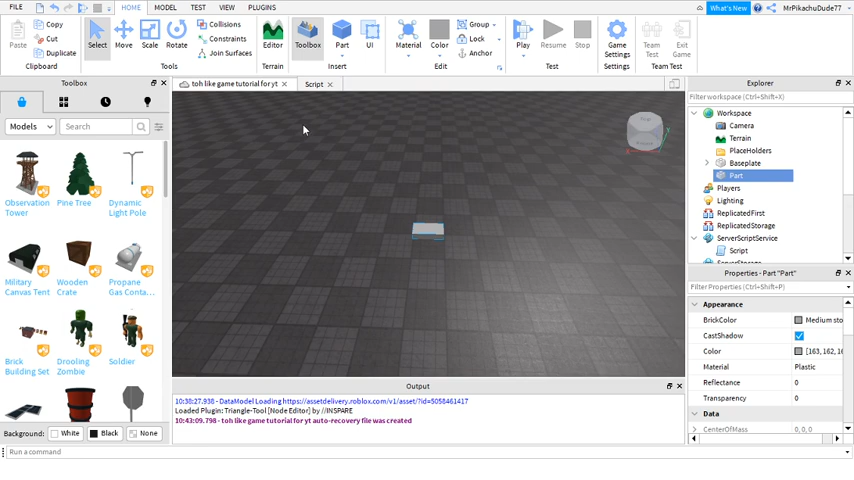 FILE
HOME MODEL TEST VIEW PLUGINS
What's New
MrPikachuDude77
Paste
Copy
Cut
Duplicate
Clipboard
Select
Move
Scale
Rotate
Collisions
Constraints
Join Surfaces
Tools
Editor
Terrain
Toolbox
Part
UI
Insert
Material
Color
Group
Lock
Anchor
Edit
Play
Resume
Stop
Test
Game
Settings
Settings
Team
Test
Exit
Game
Team Test
Toolbox
Models
Search
Observation
Tower
Pine Tree
Dynamic
Light Pole
Military
Canvas Tent
Wooden
Crate
Propane
Gas Conta...
Brick
Building Set
Drooling
Zombie
Soldier
Background: White Black None
toh like game tutorial for yt
Script
Output
10:38:27.938 - DataModel Loading https://assetdelivery.roblox.com/v1/asset/?id=5058461417
Loaded Plugin: Triangle-Tool [Node Editor] by //INSPARE
10:43:09.798 - toh like game tutorial for yt auto-recovery file was created
Explorer
Filter workspace (Ctrl+Shift+X)
Workspace
Camera
Terrain
PlaceHolders
Baseplate
Part
Players
Lighting
ReplicatedFirst
ReplicatedStorage
ServerScriptService
Script
ServerStorage
Properties - Part "Part"
Filter Properties (Ctrl+Shift+P)
Appearance
BrickColor Medium sto
CastShadow
Color [163, 162, 16
Material Plastic
Reflectance 0
Transparency 0
Data
CenterOfMass 0, 0, 0
Run a command